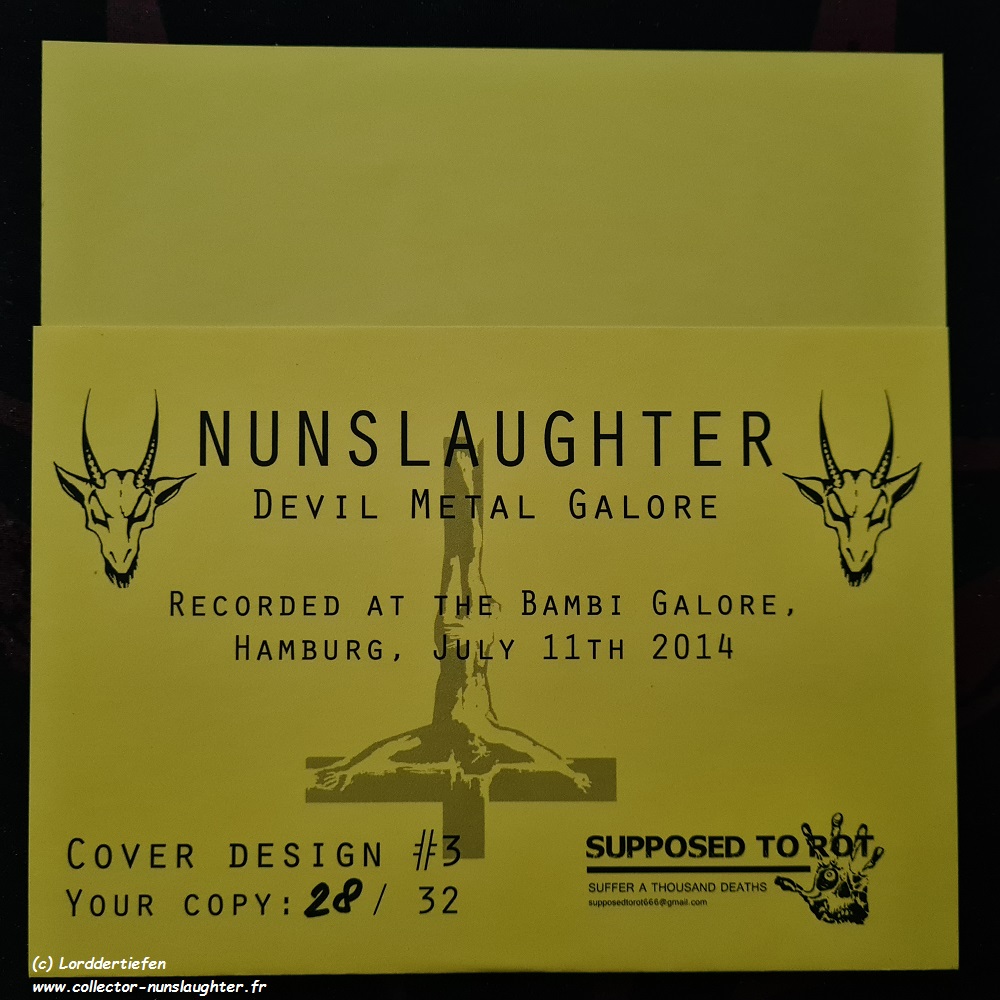 NUNSLAUGHTER
DEVIL METAL GALORE
RECORDED AT THE BAMBI GALORE,
HAMBURG, JULY 11TH 2014
COVER DESIGN #3
YOUR COPY: 28 / 32
SUPPOSED TO ROT
SUFFER A THOUSAND DEATHS
supposedtorot666@gmail.com
(c) Lorddertiefen
www.collector-nunslaughter.fr